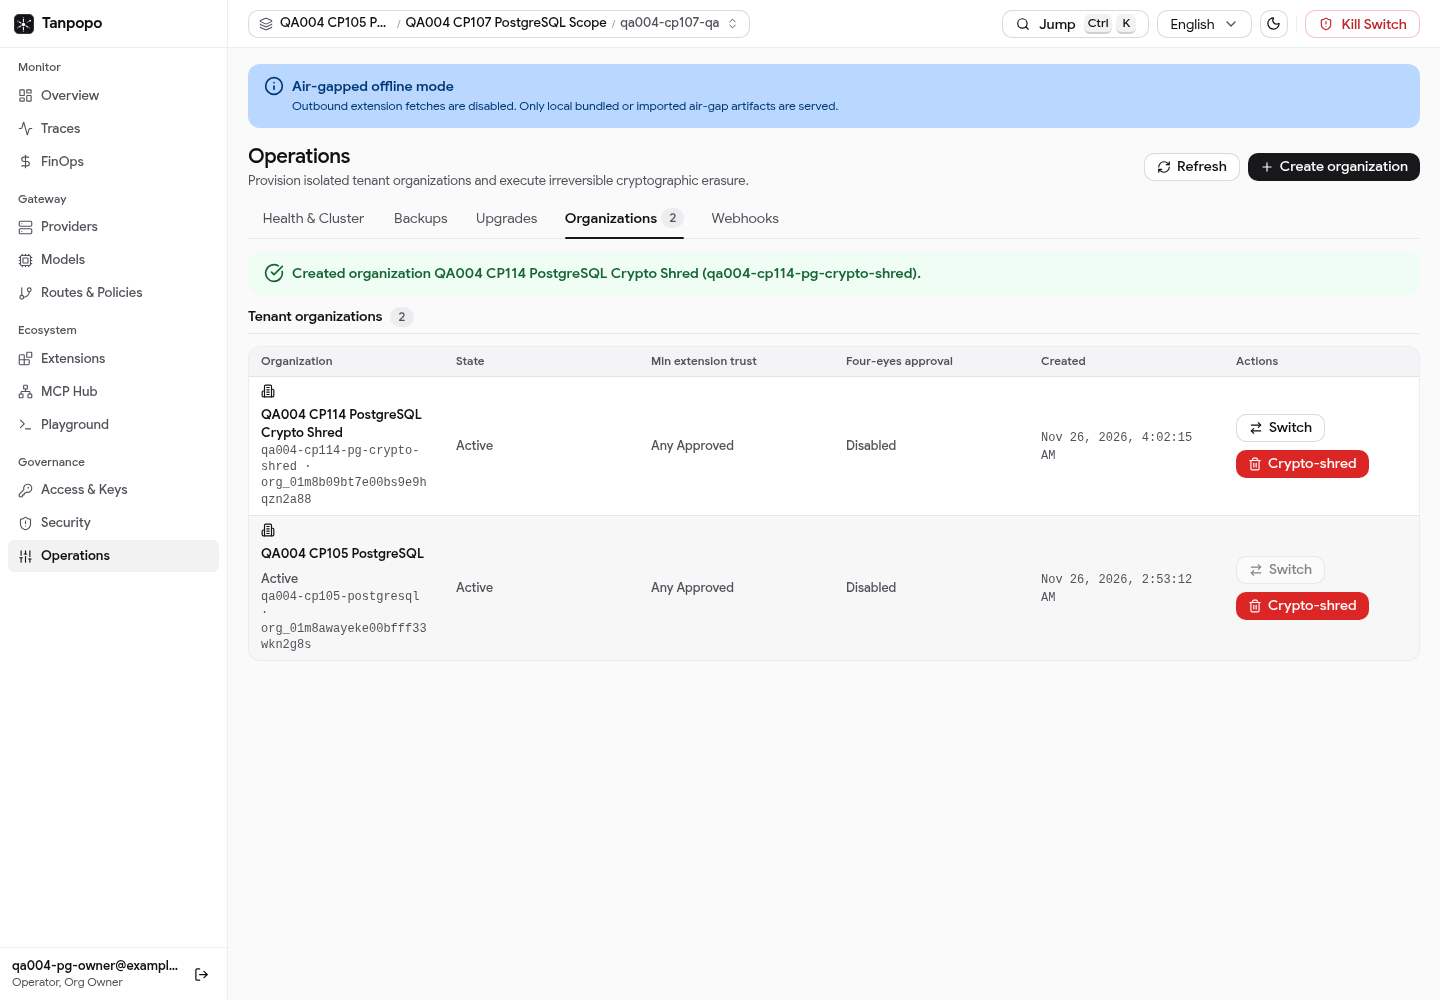 Tanpopo
QA004 CP105 P... / QA004 CP107 PostgreSQL Scope / qa004-cp107-qa
Jump Ctrl K
English
Kill Switch
Monitor
Overview
Traces
FinOps
Gateway
Providers
Models
Routes & Policies
Ecosystem
Extensions
MCP Hub
Playground
Governance
Access & Keys
Security
Operations
qa004-pg-owner@exampl...
Operator, Org Owner
Air-gapped offline mode
Outbound extension fetches are disabled. Only local bundled or imported air-gap artifacts are served.
Operations
Provision isolated tenant organizations and execute irreversible cryptographic erasure.
Refresh
Create organization
Health & Cluster Backups Upgrades Organizations 2 Webhooks
Created organization QA004 CP114 PostgreSQL Crypto Shred (qa004-cp114-pg-crypto-shred).
Tenant organizations 2
Organization State Min extension trust Four-eyes approval Created Actions
QA004 CP114 PostgreSQL
Crypto Shred
qa004-cp114-pg-crypto-
shred ·
org_01m8b09bt7e00bs9e9h
qzn2a88
Active
Any Approved
Disabled
Nov 26, 2026, 4:02:15
AM
Switch
Crypto-shred
QA004 CP105 PostgreSQL
Active
qa004-cp105-postgresql
·
org_01m8awayeke00bfff33
wkn2g8s
Active
Any Approved
Disabled
Nov 26, 2026, 2:53:12
AM
Switch
Crypto-shred